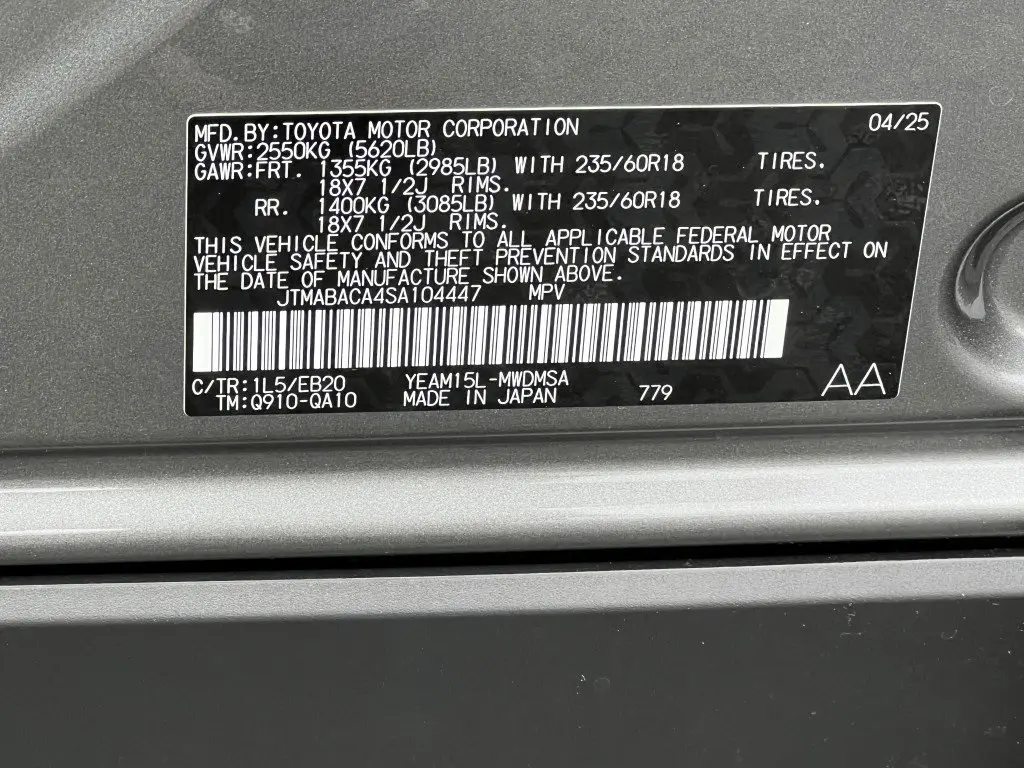 MFD.BY:TOYOTA MOTOR CORPORATION 04/25
GVWR:2550KG (5620LB)
GAWR:FRT. 1355KG (2985LB) WITH 235/60R18 TIRES.
18X7 1/2J RIMS.
RR. 1400KG (3085LB) WITH 235/60R18 TIRES.
18X7 1/2J RIMS.
THIS VEHICLE CONFORMS TO ALL APPLICABLE FEDERAL MOTOR
VEHICLE SAFETY AND THEFT PREVENTION STANDARDS IN EFFECT ON
THE DATE OF MANUFACTURE SHOWN ABOVE.
JTMABACA4SA104447 MPV
C/TR:1L5/EB20 YEAM15L-MWDMSA
TM:Q910-QA10 MADE IN JAPAN 779 AA